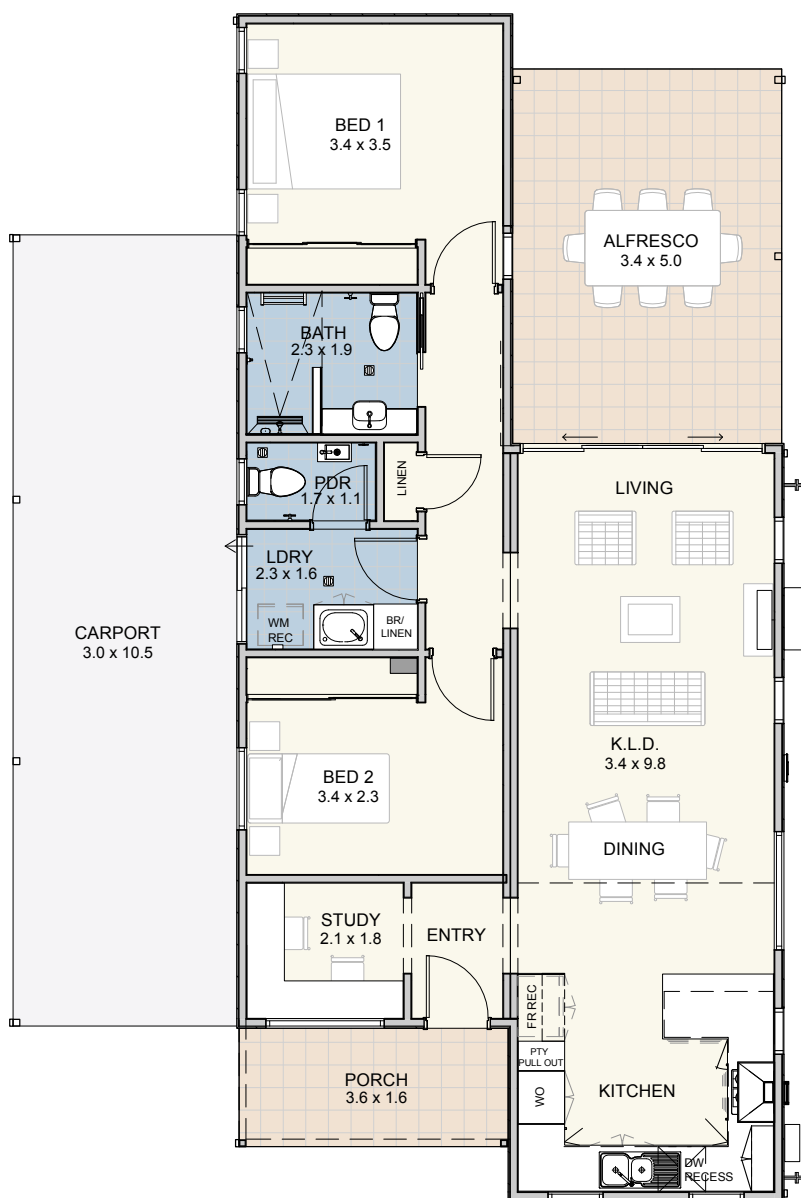 BED 1
3.4 x 3.5
ALFRESCO
3.4 x 5.0
BATH
2.3 x 1.9
PDR
1.7 x 1.1
LINEN
LIVING
LDRY
2.3 x 1.6
WM
REC
BR/
LINEN
CARPORT
3.0 x 10.5
K.L.D.
3.4 x 9.8
BED 2
3.4 x 2.3
DINING
STUDY
2.1 x 1.8
ENTRY
FR REC
PTY
PULL OUT
WO
KITCHEN
PORCH
3.6 x 1.6
DW
RECESS